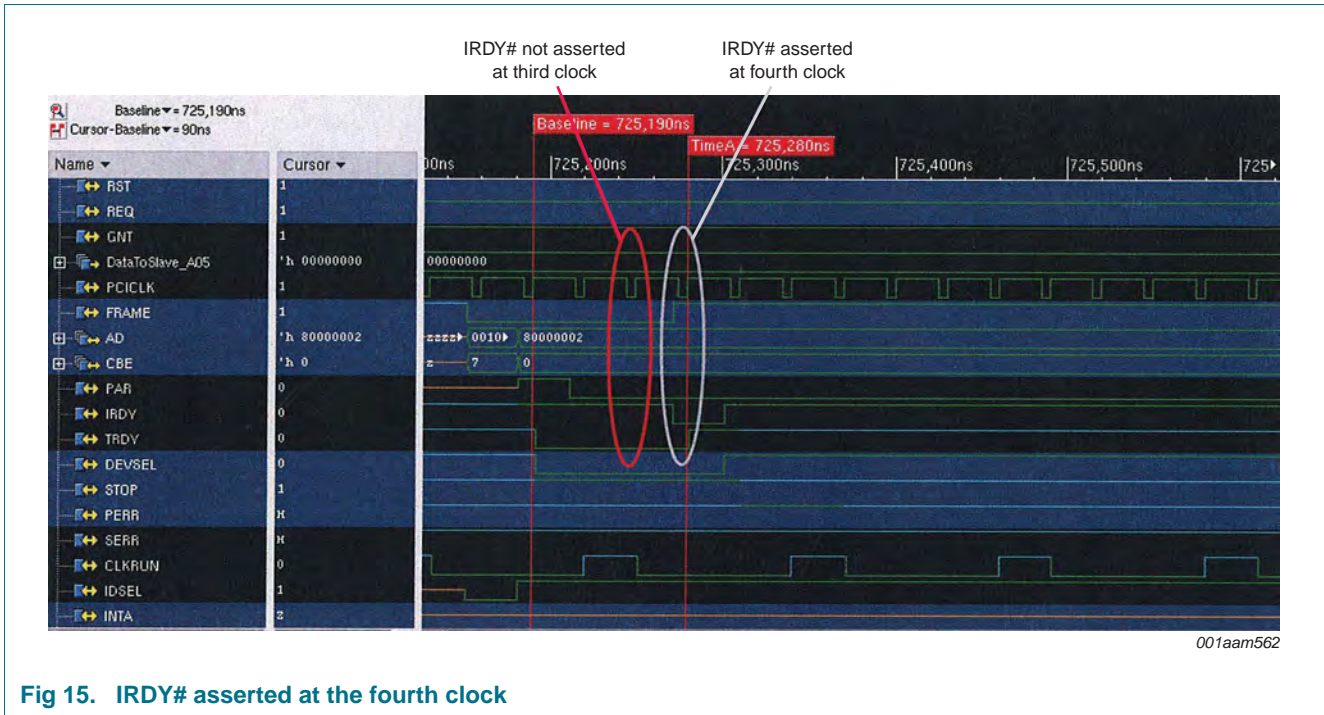 IRDY# not asserted
at third clock
IRDY# asserted
at fourth clock
Baseline▼= 725,190ns
Cursor-Baseline▼= 90ns
Baseline = 725,190ns
TimeA = 725,280ns
Name ▼
Cursor ▼
00ns
725,200ns
725,300ns
725,400ns
725,500ns
725
RST 1
REQ 1
GNT 1
DataToSlave_A05 'h 00000000 00000000
PCICLK 1
FRAME 1
AD 'h 80000002 zzzz 0010 80000002
CBE 'h 0 z 7 0
PAR 0
IRDY 0
TRDY 0
DEVSEL 0
STOP 1
PERR H
SERR H
CLKRUN 0
IDSEL 1
INTA z
001aam562
Fig 15. IRDY# asserted at the fourth clock